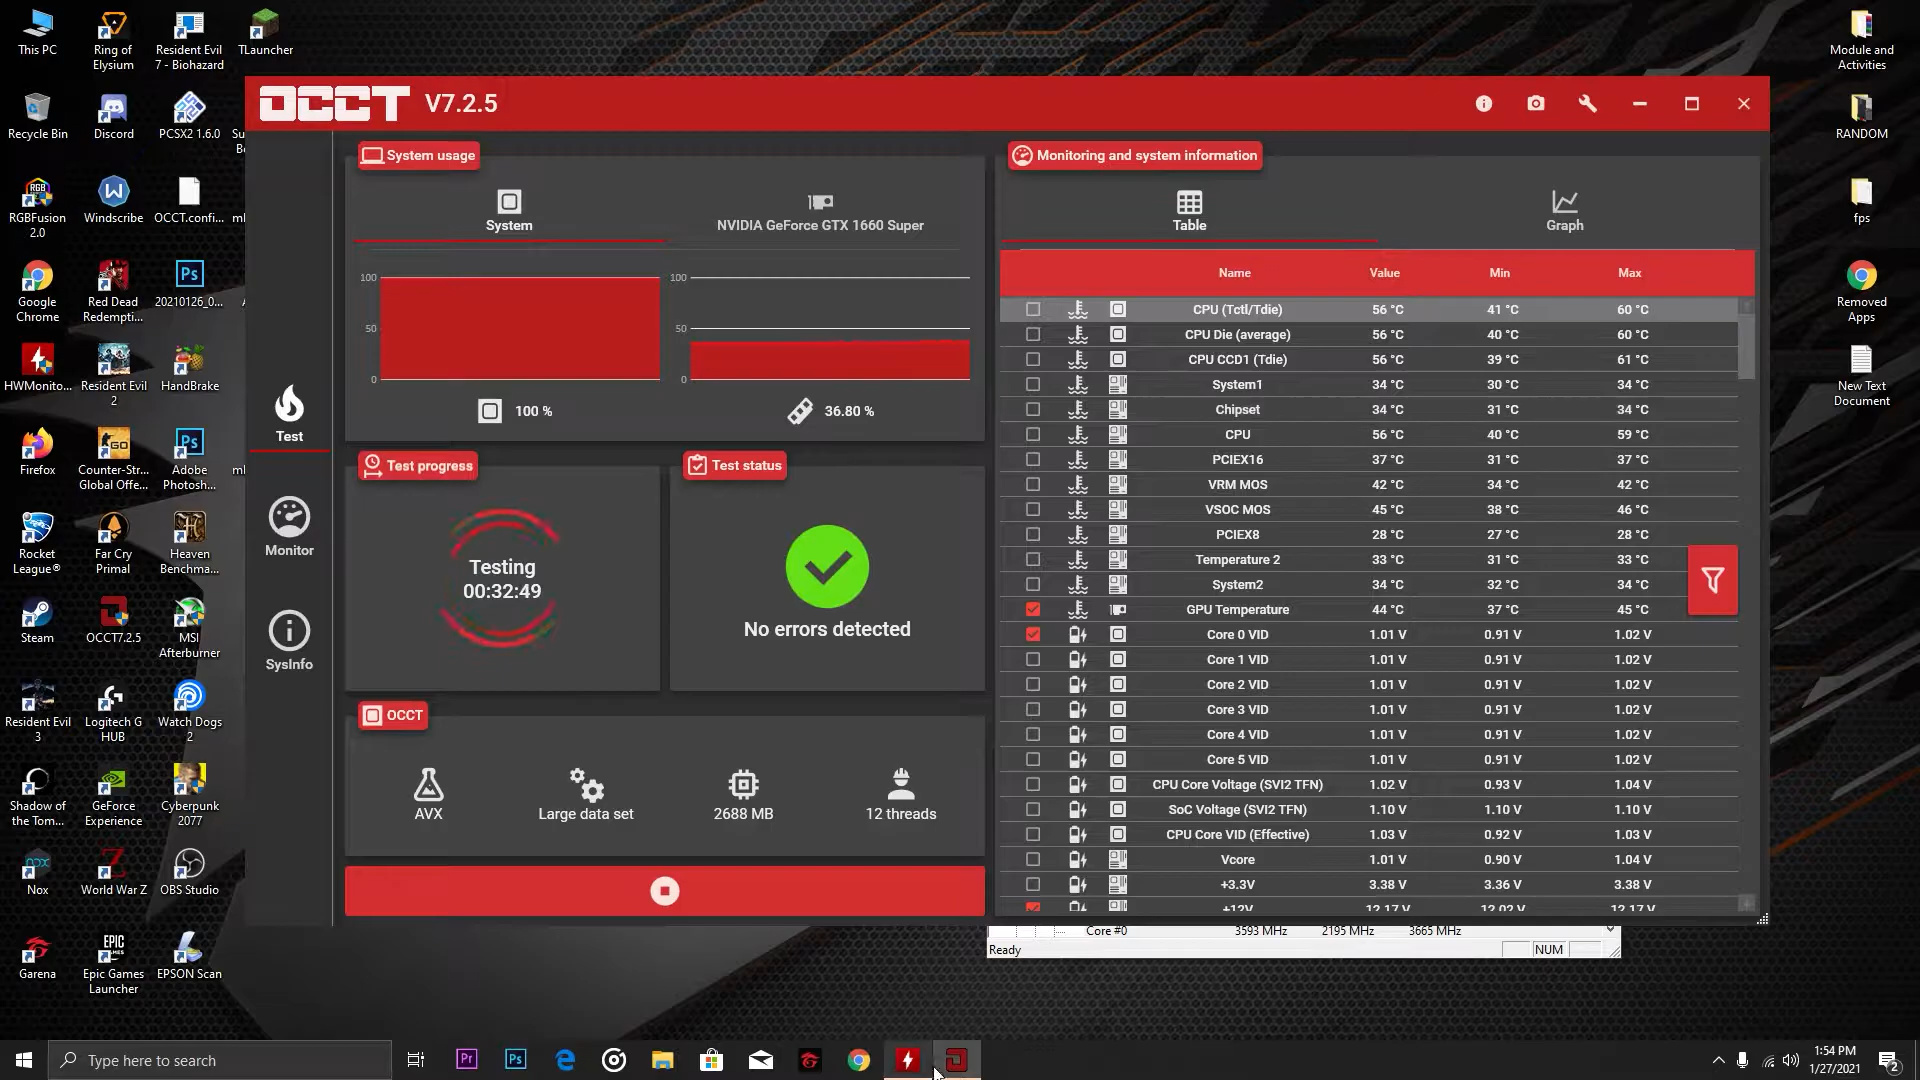 This PC
Ring of
Elysium
Resident Evil
7 - Biohazard
TLauncher
Recycle Bin
Discord
PCSX2 1.6.0
RGBFusion
2.0
Windscribe
OCCT.confi...
Google
Chrome
Red Dead
Redempti...
20210126_0...
HWMonito...
Resident Evil
2
HandBrake
Firefox
Counter-Str...
Global Offe...
Adobe
Photosh...
Rocket
League®
Far Cry
Primal
Heaven
Benchma...
Steam
OCCT7.2.5
MSI
Afterburner
Resident Evil
3
Logitech G
HUB
Watch Dogs
2
Shadow of
the Tom...
GeForce
Experience
Cyberpunk
2077
Nox
World War Z
OBS Studio
Garena
Epic Games
Launcher
EPSON Scan
Module and
Activities
RANDOM
fps
Removed
Apps
New Text
Document
OCCT V7.2.5
Test
Monitor
SysInfo
System usage
System
NVIDIA GeForce GTX 1660 Super
100
50
0
100
50
0
100 %
36.80 %
Test progress
Testing
00:32:49
Test status
No errors detected
OCCT
AVX
Large data set
2688 MB
12 threads
Monitoring and system information
Table
Graph
Name Value Min Max
CPU (Tctl/Tdie) 56 °C 41 °C 60 °C
CPU Die (average) 56 °C 40 °C 60 °C
CPU CCD1 (Tdie) 56 °C 39 °C 61 °C
System1 34 °C 30 °C 34 °C
Chipset 34 °C 31 °C 34 °C
CPU 56 °C 40 °C 59 °C
PCIEX16 37 °C 31 °C 37 °C
VRM MOS 42 °C 34 °C 42 °C
VSOC MOS 45 °C 38 °C 46 °C
PCIEX8 28 °C 27 °C 28 °C
Temperature 2 33 °C 31 °C 33 °C
System2 34 °C 32 °C 34 °C
GPU Temperature 44 °C 37 °C 45 °C
Core 0 VID 1.01 V 0.91 V 1.02 V
Core 1 VID 1.01 V 0.91 V 1.02 V
Core 2 VID 1.01 V 0.91 V 1.02 V
Core 3 VID 1.01 V 0.91 V 1.02 V
Core 4 VID 1.01 V 0.91 V 1.02 V
Core 5 VID 1.01 V 0.91 V 1.02 V
CPU Core Voltage (SVI2 TFN) 1.02 V 0.93 V 1.04 V
SoC Voltage (SVI2 TFN) 1.10 V 1.10 V 1.10 V
CPU Core VID (Effective) 1.03 V 0.92 V 1.03 V
Vcore 1.01 V 0.90 V 1.04 V
+3.3V 3.38 V 3.36 V 3.38 V
+12V 12.17 V 12.02 V 12.17 V
Core #0 3593 MHz 2195 MHz 3665 MHz
Ready NUM
Type here to search
1:54 PM
1/27/2021
2